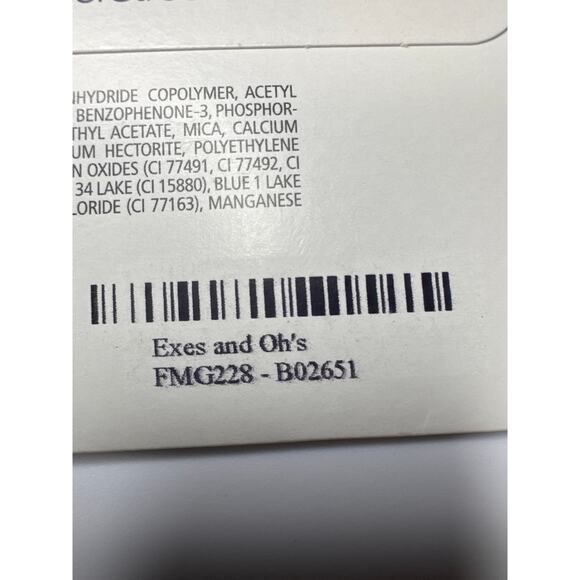 NHYDRIDE COPOLYMER, ACETYL
BENZOPHENONE-3, PHOSPHOR-
THYL ACETATE, MICA, CALCIUM
UM HECTORITE, POLYETHYLENE
N OXIDES (CI 77491, CI 77492, CI
34 LAKE (CI 15880), BLUE 1 LAKE
LORIDE (CI 77163), MANGANESE
Exes and Oh's
FMG228 - B02651